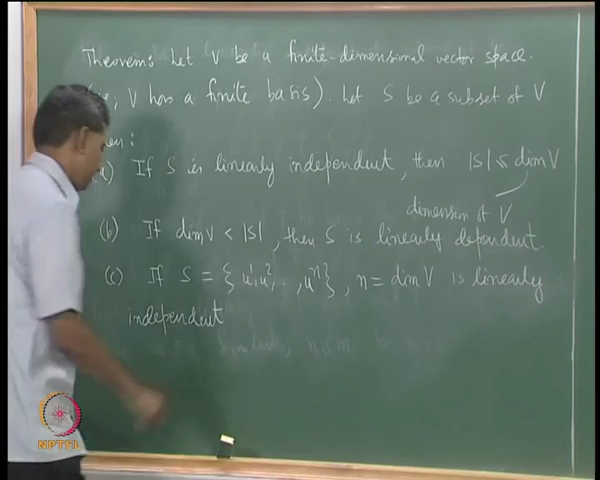 Theorem: Let V be a finite-dimensional vector space.
V has a finite basis). Let S be a subset of V
(a) If S is linearly independent, then |S| ≤ dim V
dimension of V
(b) If dim V < |S|, then S is linearly dependent.
(c) If S = { u¹, u², .., uⁿ }, n = dim V is linearly
independent
NPTEL